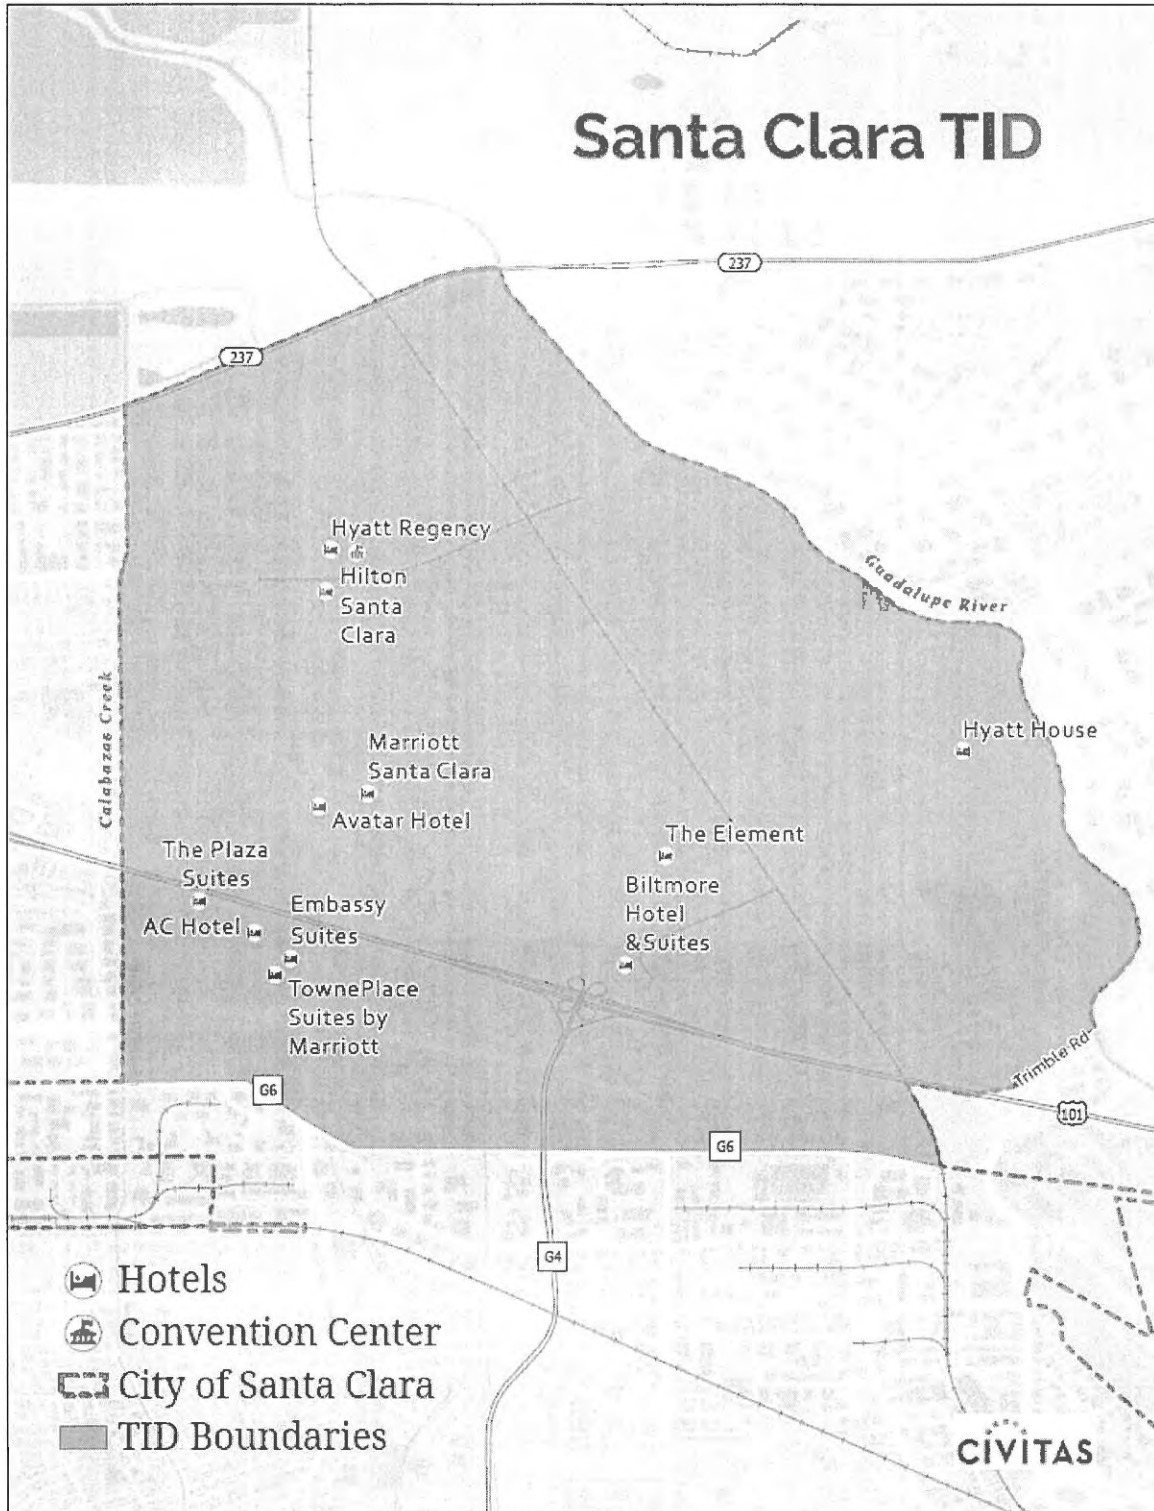 Santa Clara TID
237
237
Hyatt Regency
Hilton
Santa
Clara
Guadalupe River
Calabazas Creek
Hyatt House
Marriott
Santa Clara
Avatar Hotel
The Element
The Plaza
Suites
Biltmore
Hotel
&Suites
Embassy
Suites
AC Hotel
TownePlace
Suites by
Marriott
Trimble Rd
G6
101
G6
G4
Hotels
Convention Center
City of Santa Clara
TID Boundaries
CIVITAS